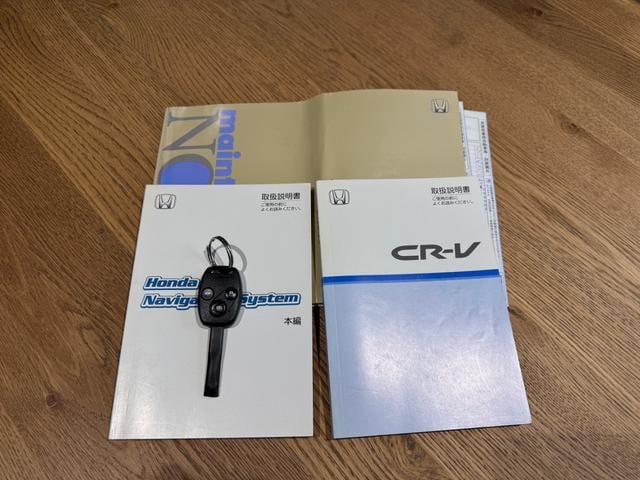 maint
NO
取扱説明書
ご使用の前に
よくお読みください。
Honda
Naviga System
本編
取扱説明書
ご使用の前に
よくお読みください。
CR-V